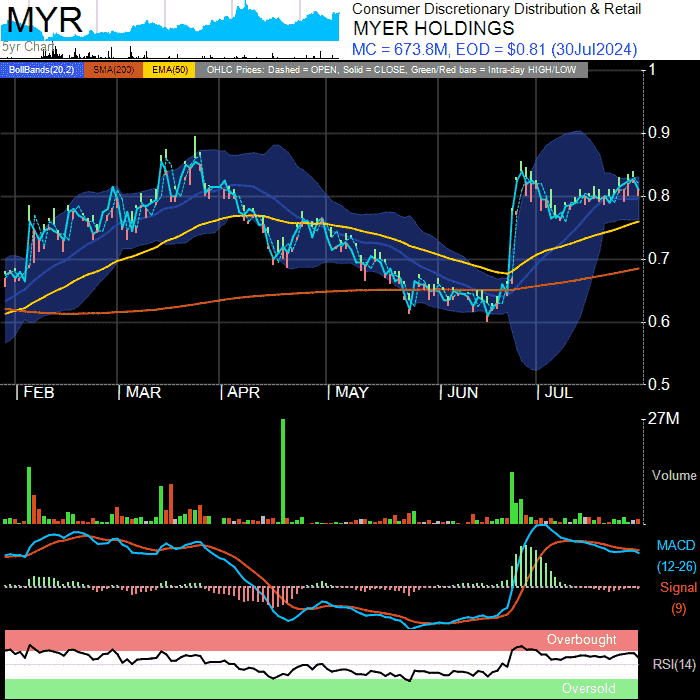 MYR
5yr Chart
Consumer Discretionary Distribution & Retail
MYER HOLDINGS
MC = 673.8M, EOD = $0.81 (30Jul2024)
BollBands(20,2) SMA(200) EMA(50) OHLC Prices: Dashed = OPEN, Solid = CLOSE, Green/Red bars = Intra-day HIGH/LOW
1
0.9
0.8
0.7
0.6
0.5
FEB MAR APR MAY JUN JUL
27M
Volume
MACD
(12-26)
Signal
(9)
Overbought
RSI(14)
Oversold